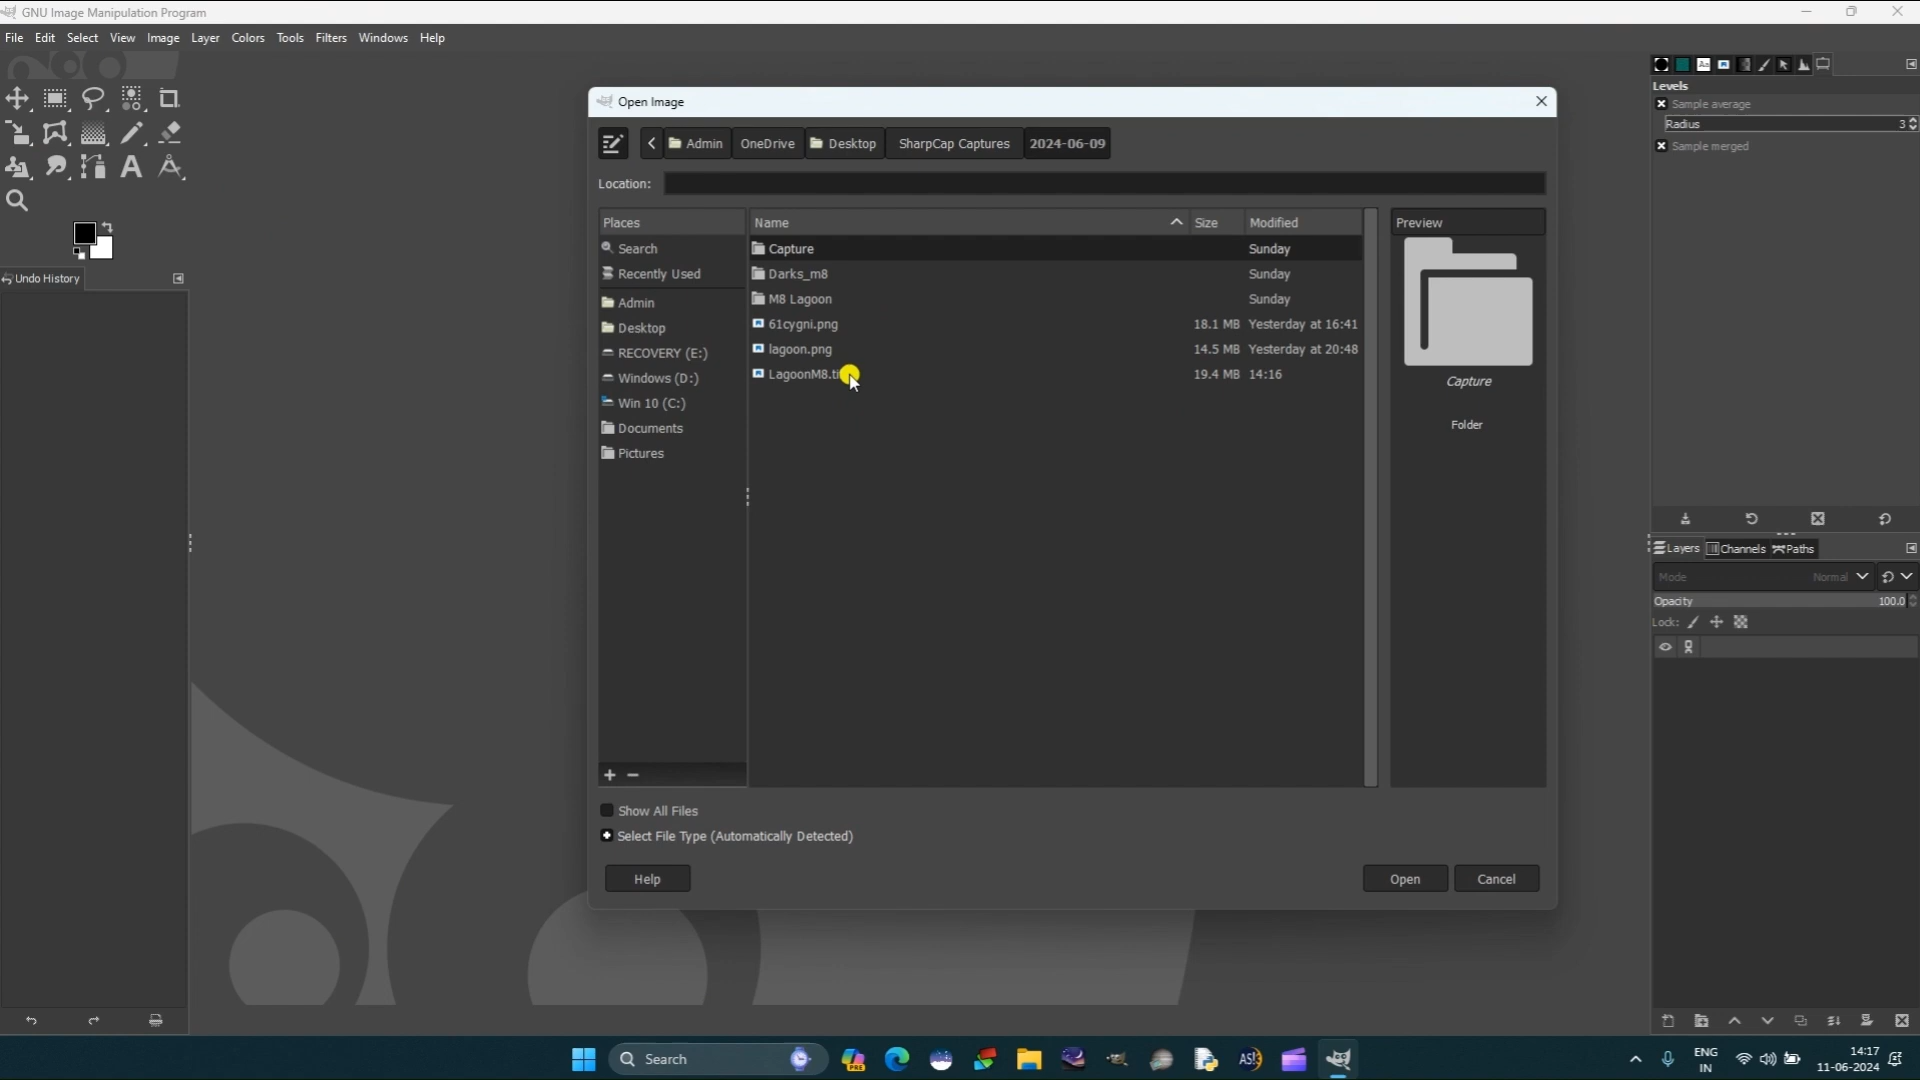 GNU Image Manipulation Program
File Edit Select View Image Layer Colors Tools Filters Windows Help
Undo History
Open Image
Admin OneDrive Desktop SharpCap Captures 2024-06-09
Location:
Places
Search
Recently Used
Admin
Desktop
RECOVERY (E:)
Windows (D:)
Win 10 (C:)
Documents
Pictures
Name Size Modified
Capture Sunday
Darks_m8 Sunday
M8 Lagoon Sunday
61cygni.png 18.1 MB Yesterday at 16:41
lagoon.png 14.5 MB Yesterday at 20:48
LagoonM8.ti 19.4 MB 14:16
Preview
Capture
Folder
Show All Files
Select File Type (Automatically Detected)
Help Open Cancel
Levels
Sample average
Radius 3
Sample merged
Layers Channels Paths
Mode Normal
Opacity 100.0
Lock:
Search
PRE
ENG
IN
14:17
11-06-2024